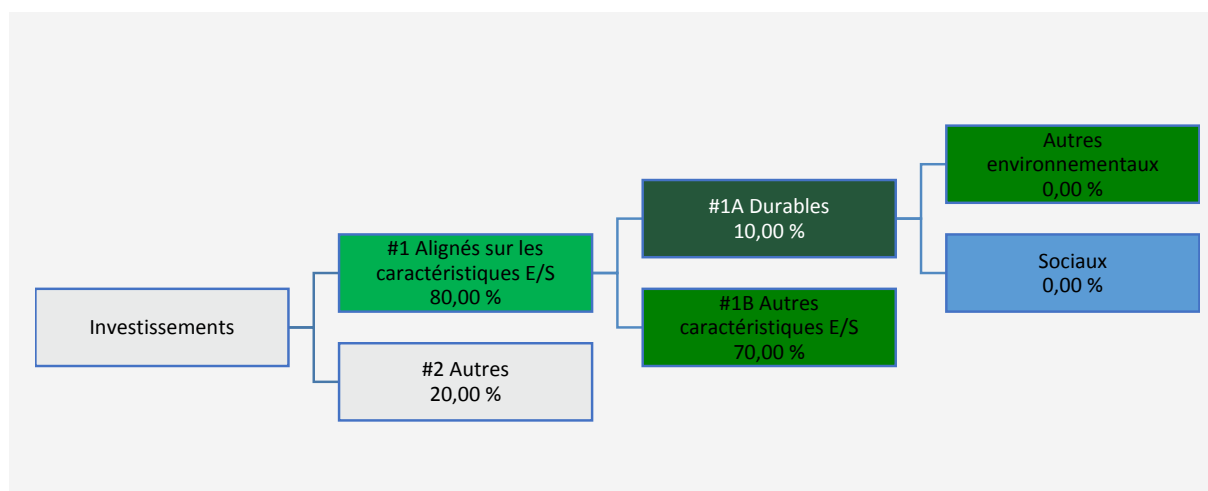 Investissements
#1 Alignés sur les
caractéristiques E/S
80,00 %
#2 Autres
20,00 %
#1A Durables
10,00 %
#1B Autres
caractéristiques E/S
70,00 %
Autres
environnementaux
0,00 %
Sociaux
0,00 %